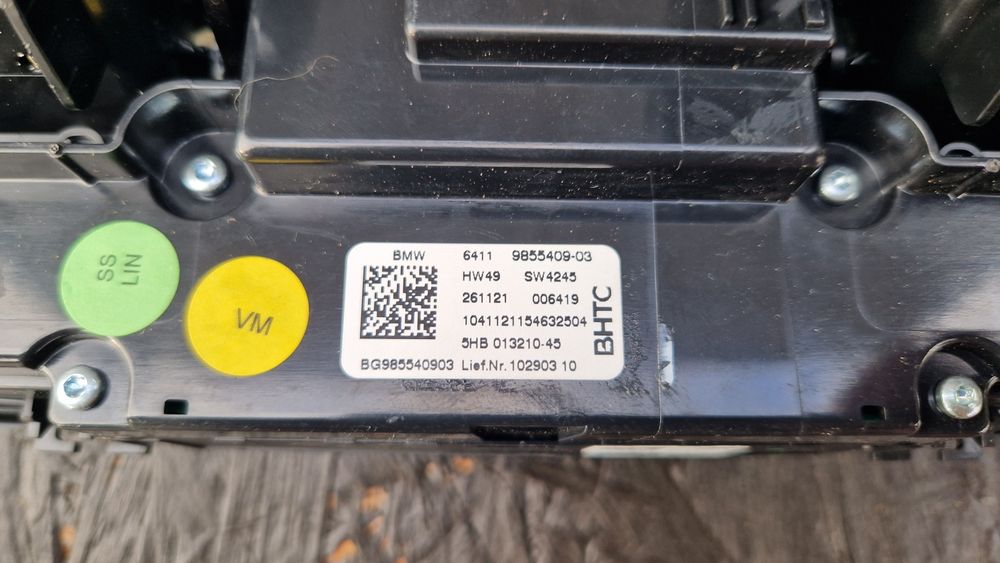 SS
LIN
VM
BMW 6411 9855409-03
HW49 SW4245
261121 006419
1041121154632504
5HB 013210-45
BG985540903 Lief.Nr. 102903 10
BHTC